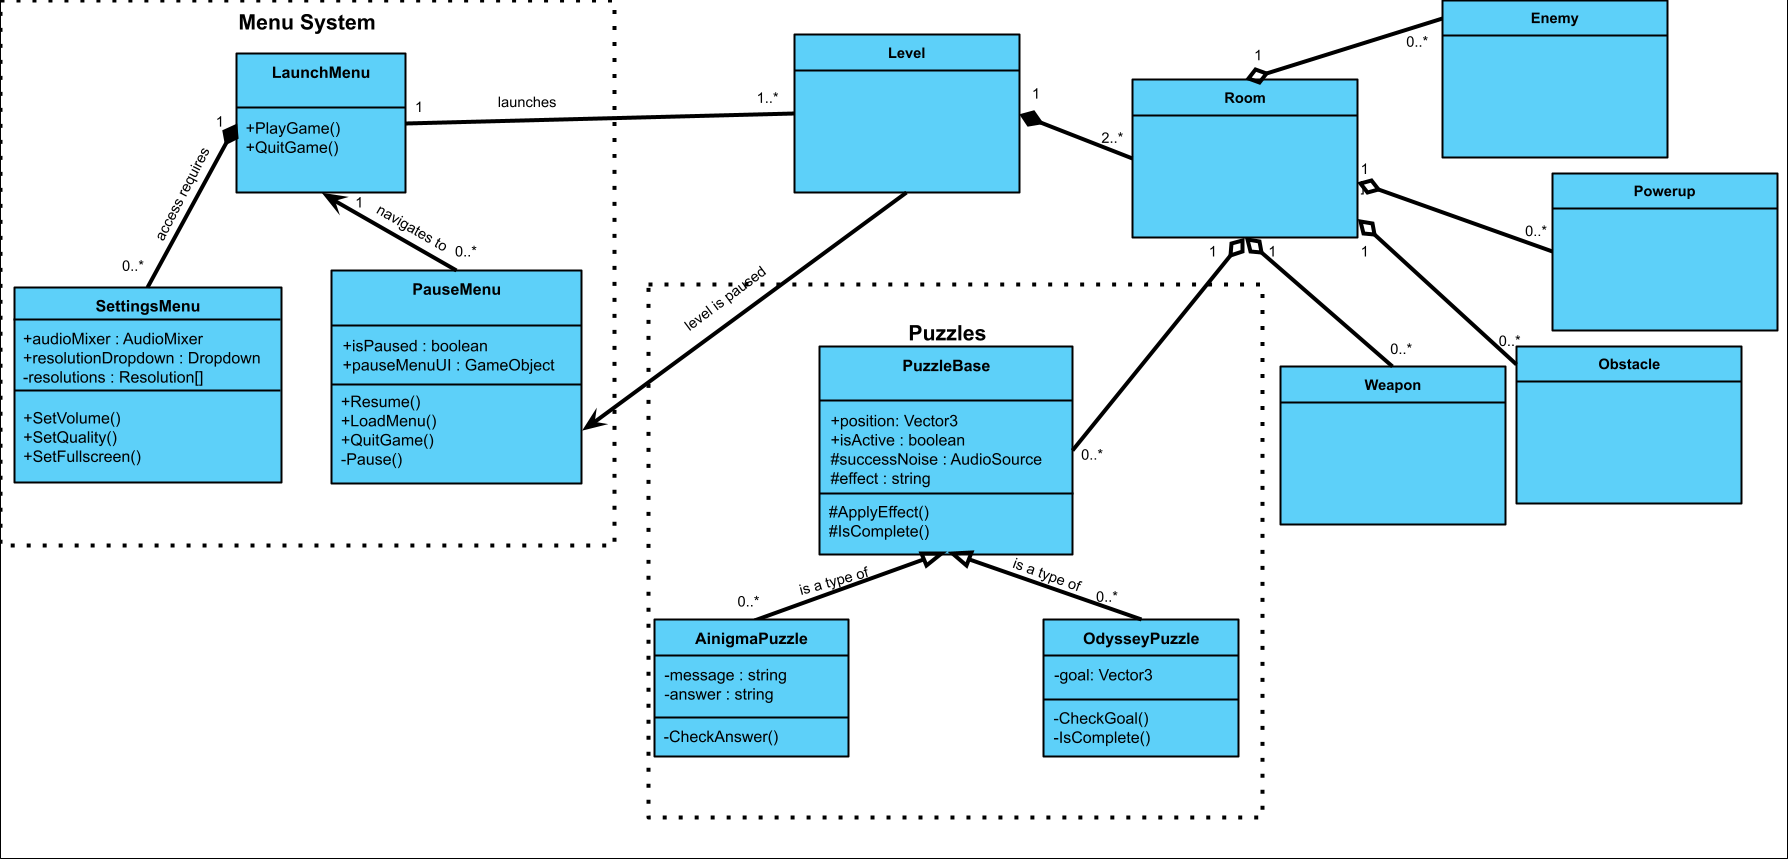 Menu System
LaunchMenu
+PlayGame()
+QuitGame()
1
access requires
0..*
SettingsMenu
+audioMixer : AudioMixer
+resolutionDropdown : Dropdown
-resolutions : Resolution[]
+SetVolume()
+SetQuality()
+SetFullscreen()
1
navigates to
0..*
PauseMenu
+isPaused : boolean
+pauseMenuUI : GameObject
+Resume()
+LoadMenu()
+QuitGame()
-Pause()
1
launches
1..*
Level
level is paused
1
2..*
Room
1
0..*
Enemy
1
0..*
Powerup
1
0..*
Obstacle
1
0..*
Weapon
1
0..*
Puzzles
PuzzleBase
+position: Vector3
+isActive : boolean
#successNoise : AudioSource
#effect : string
#ApplyEffect()
#IsComplete()
is a type of
0..*
is a type of
0..*
AinigmaPuzzle
-message : string
-answer : string
-CheckAnswer()
OdysseyPuzzle
-goal: Vector3
-CheckGoal()
-IsComplete()